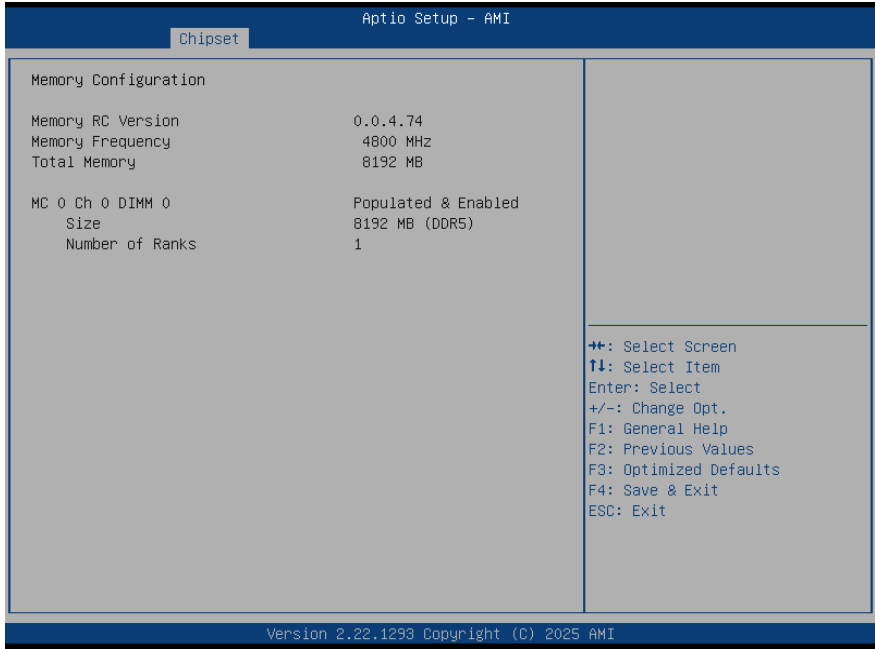 Aptio Setup - AMI
Chipset
Memory Configuration
Memory RC Version 0.0.4.74
Memory Frequency 4800 MHz
Total Memory 8192 MB
MC 0 Ch 0 DIMM 0 Populated & Enabled
Size 8192 MB (DDR5)
Number of Ranks 1
→←: Select Screen
↑↓: Select Item
Enter: Select
+/-: Change Opt.
F1: General Help
F2: Previous Values
F3: Optimized Defaults
F4: Save & Exit
ESC: Exit
Version 2.22.1293 Copyright (C) 2025 AMI